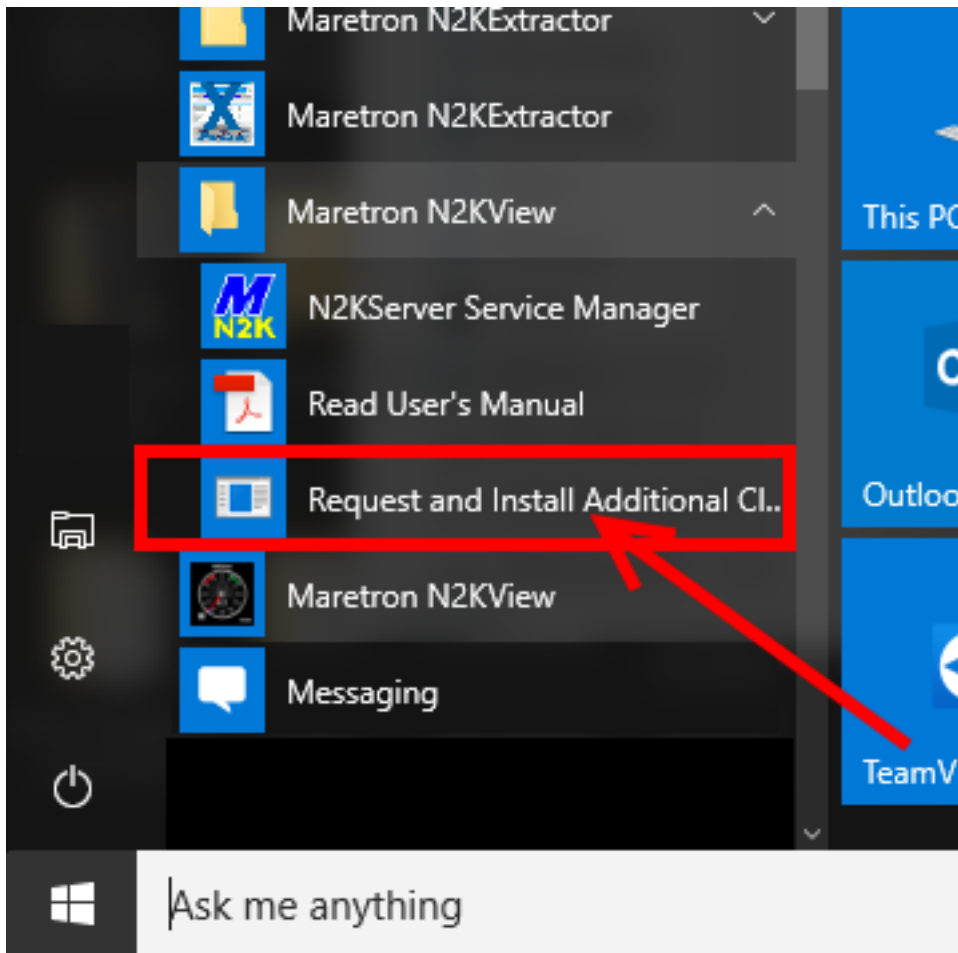 Maretron N2KExtractor
Maretron N2KExtractor
Maretron N2KView
N2KServer Service Manager
Read User's Manual
Request and Install Additional Cl..
Maretron N2KView
Messaging
This PC
Outloo
TeamV
M
N2K
Ask me anything